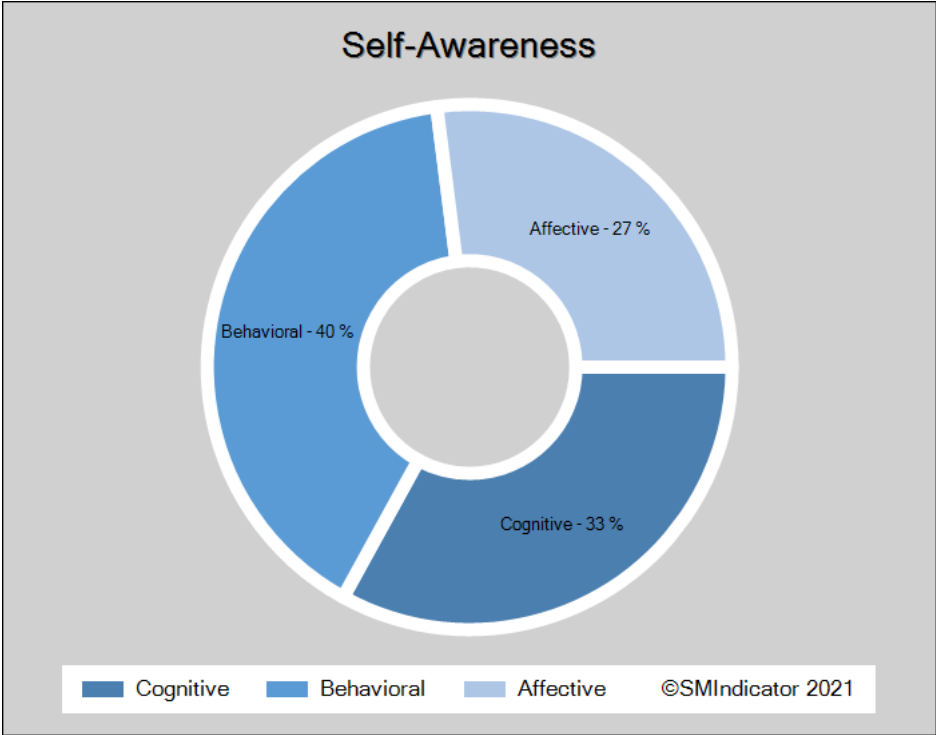 Self-Awareness
Affective - 27 %
Behavioral - 40 %
Cognitive - 33 %
Cognitive Behavioral Affective ©SMIndicator 2021